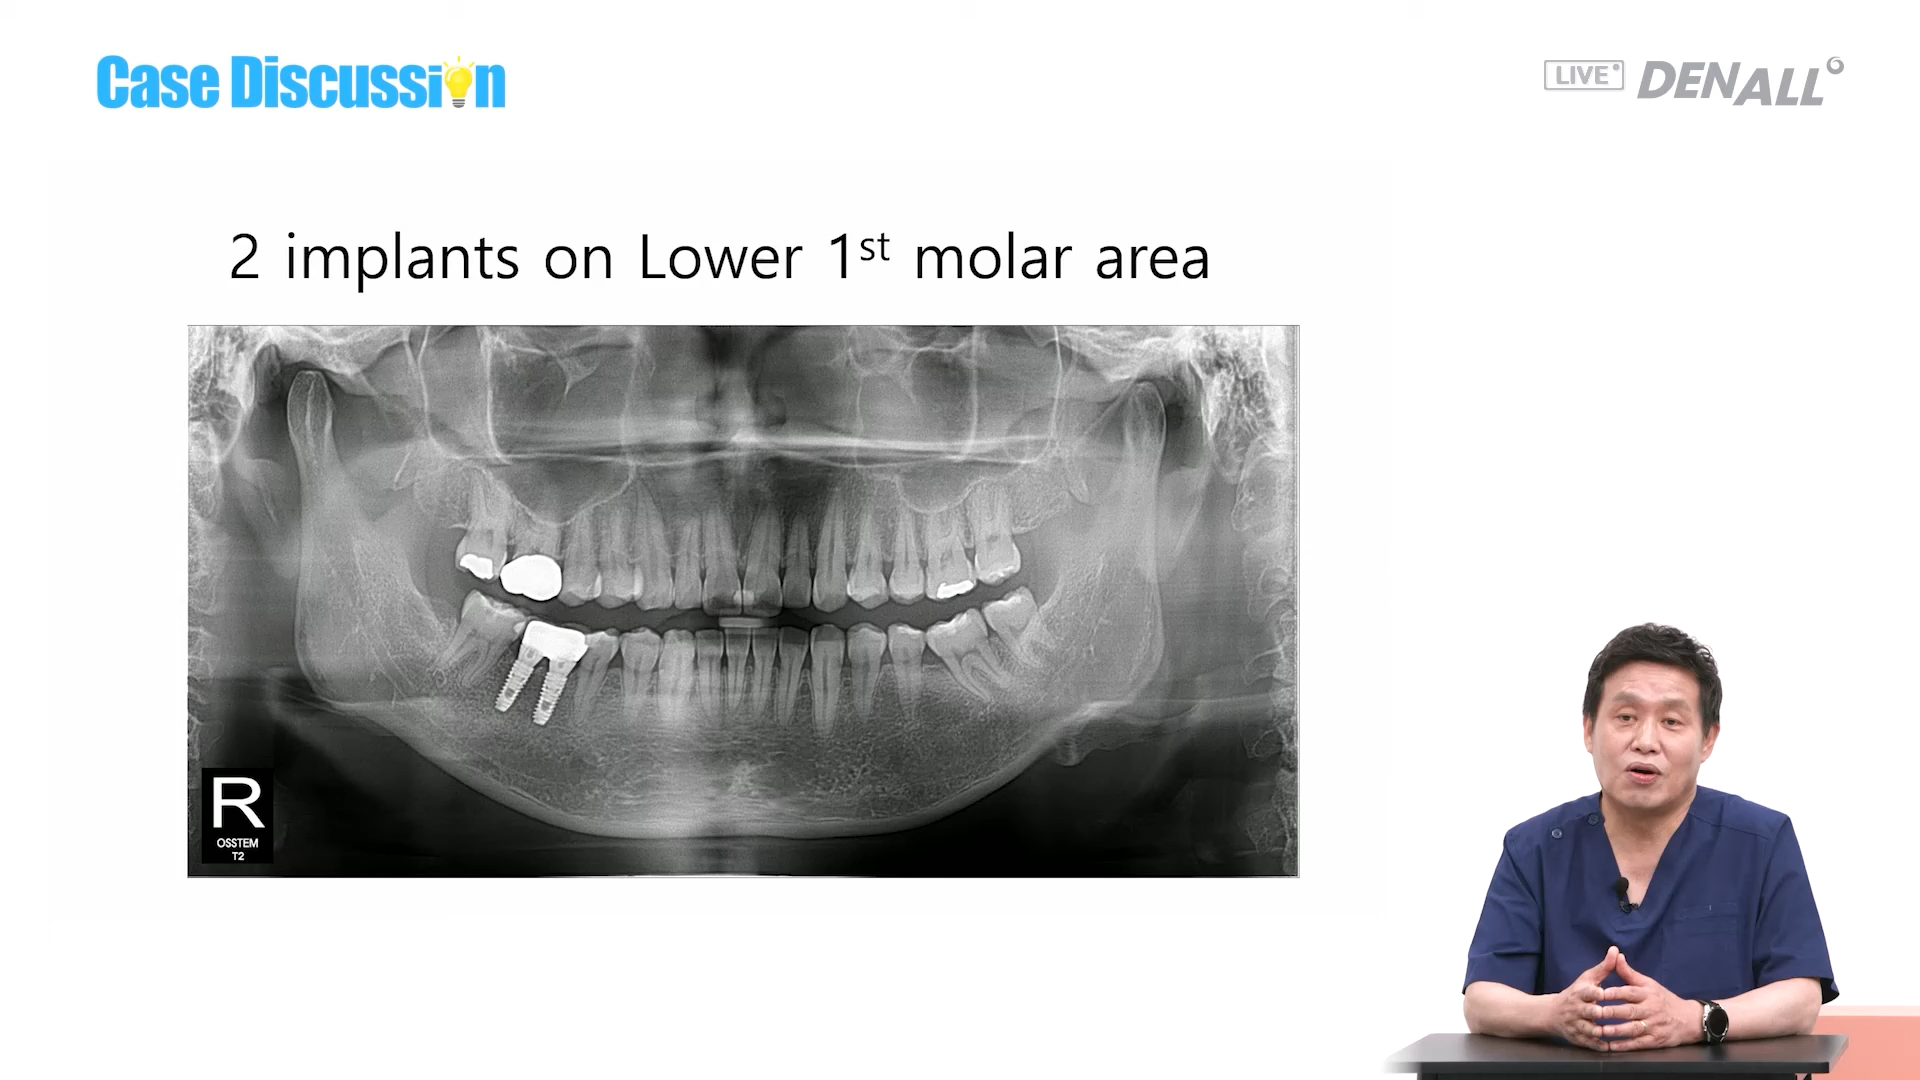 Case Discussion
LIVE DENALL
2 implants on Lower 1st molar area
R
OSSTEM
T2